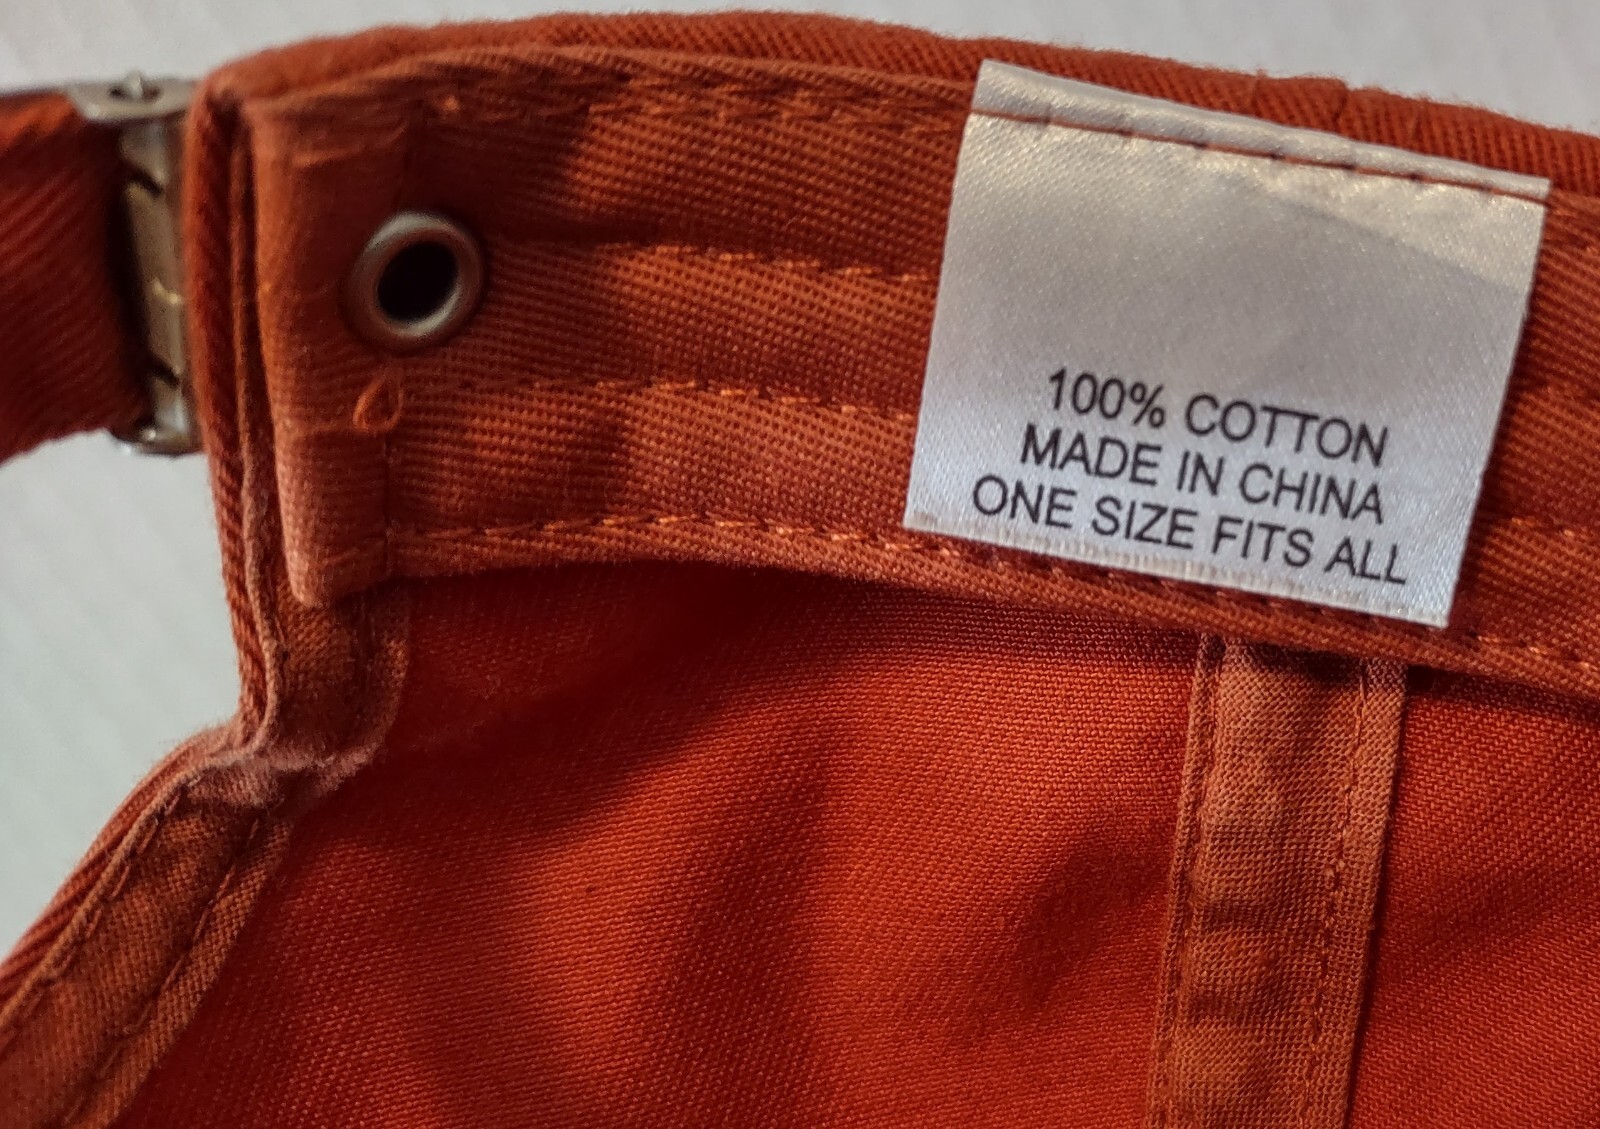 100% COTTON
MADE IN CHINA
ONE SIZE FITS ALL